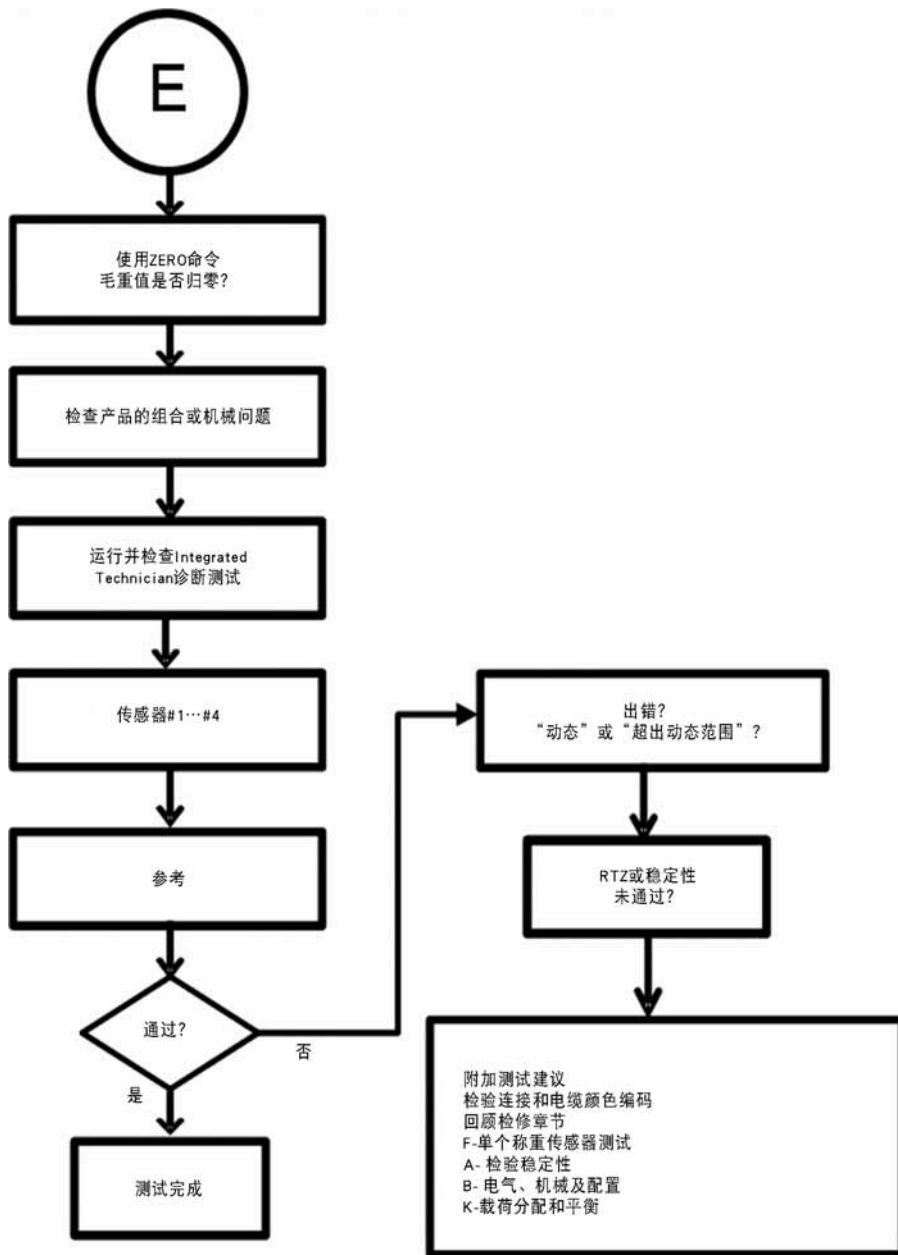 E
使用ZERO命令
毛重值是否归零?
检查产品的组合或机械问题
运行并检查Integrated
Technician诊断测试
传感器#1…#4
参考
通过?
否
是
测试完成
出错?
“动态”或“超出动态范围”?
RTZ或稳定性
未通过?
附加测试建议
检验连接和电缆颜色编码
回顾检修章节
F-单个称重传感器测试
A- 检验稳定性
B- 电气、机械及配置
K-载荷分配和平衡